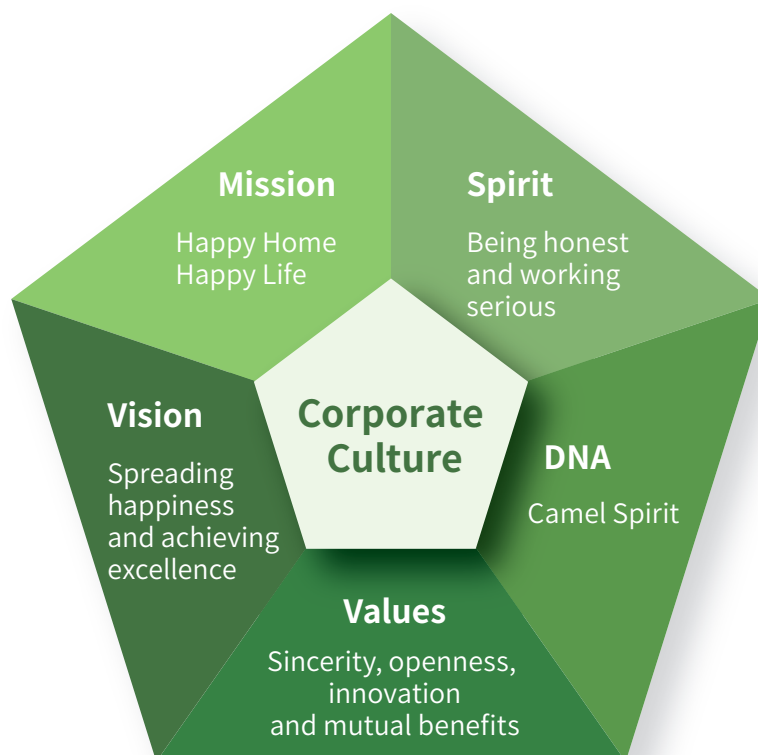 Mission
Happy Home
Happy Life
Spirit
Being honest
and working
serious
Corporate
Culture
Vision
Spreading
happiness
and achieving
excellence
DNA
Camel Spirit
Values
Sincerity, openness,
innovation
and mutual benefits